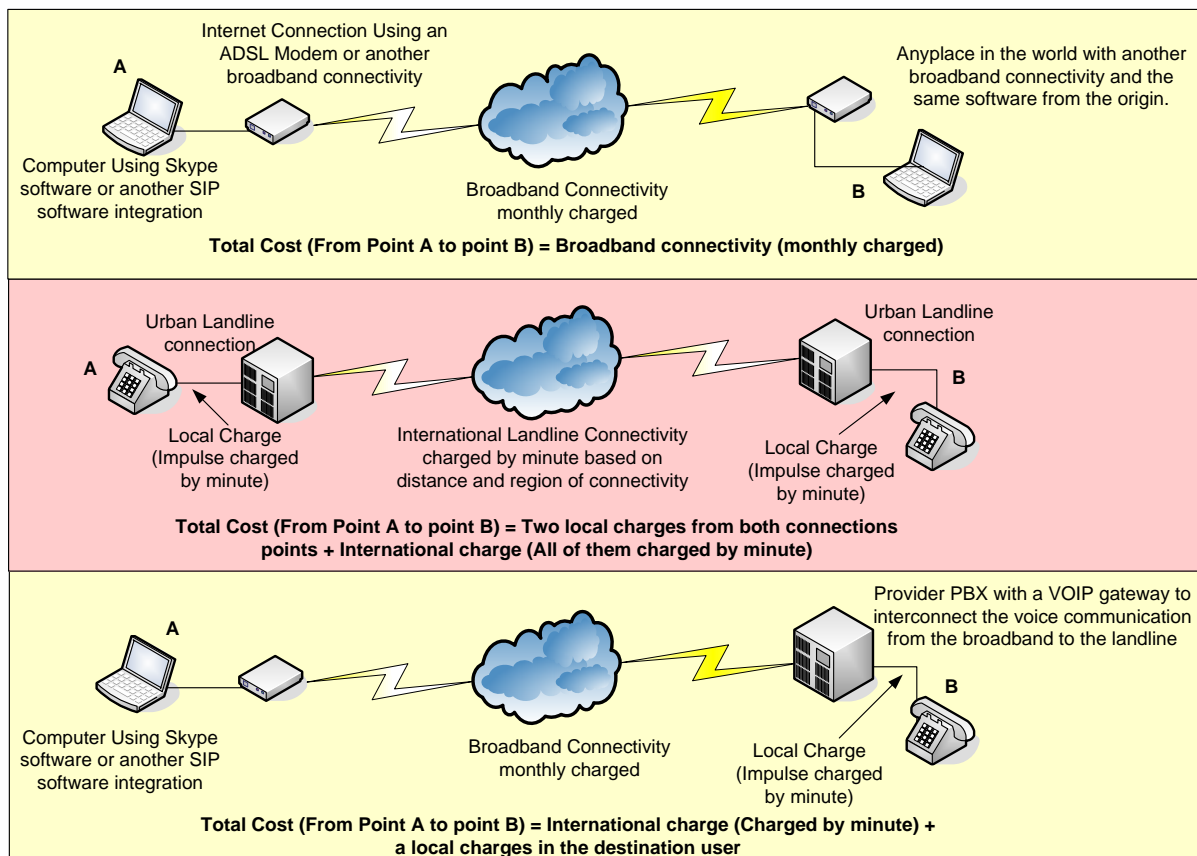 A
Internet Connection Using an
ADSL Modem or another
broadband connectivity
Anyplace in the world with another
broadband connectivity and the
same software from the origin.
Computer Using Skype
software or another SIP
software integration
Broadband Connectivity
monthly charged
B
Total Cost (From Point A to point B) = Broadband connectivity (monthly charged)
A
Urban Landline
connection
Urban Landline
connection
B
Local Charge
(Impulse charged
by minute)
International Landline Connectivity
charged by minute based on
distance and region of connectivity
Local Charge
(Impulse charged
by minute)
Total Cost (From Point A to point B) = Two local charges from both connections
points + International charge (All of them charged by minute)
A
Provider PBX with a VOIP gateway to
interconnect the voice communication
from the broadband to the landline
B
Computer Using Skype
software or another SIP
software integration
Broadband Connectivity
monthly charged
Local Charge
(Impulse charged
by minute)
Total Cost (From Point A to point B) = International charge (Charged by minute) +
a local charges in the destination user